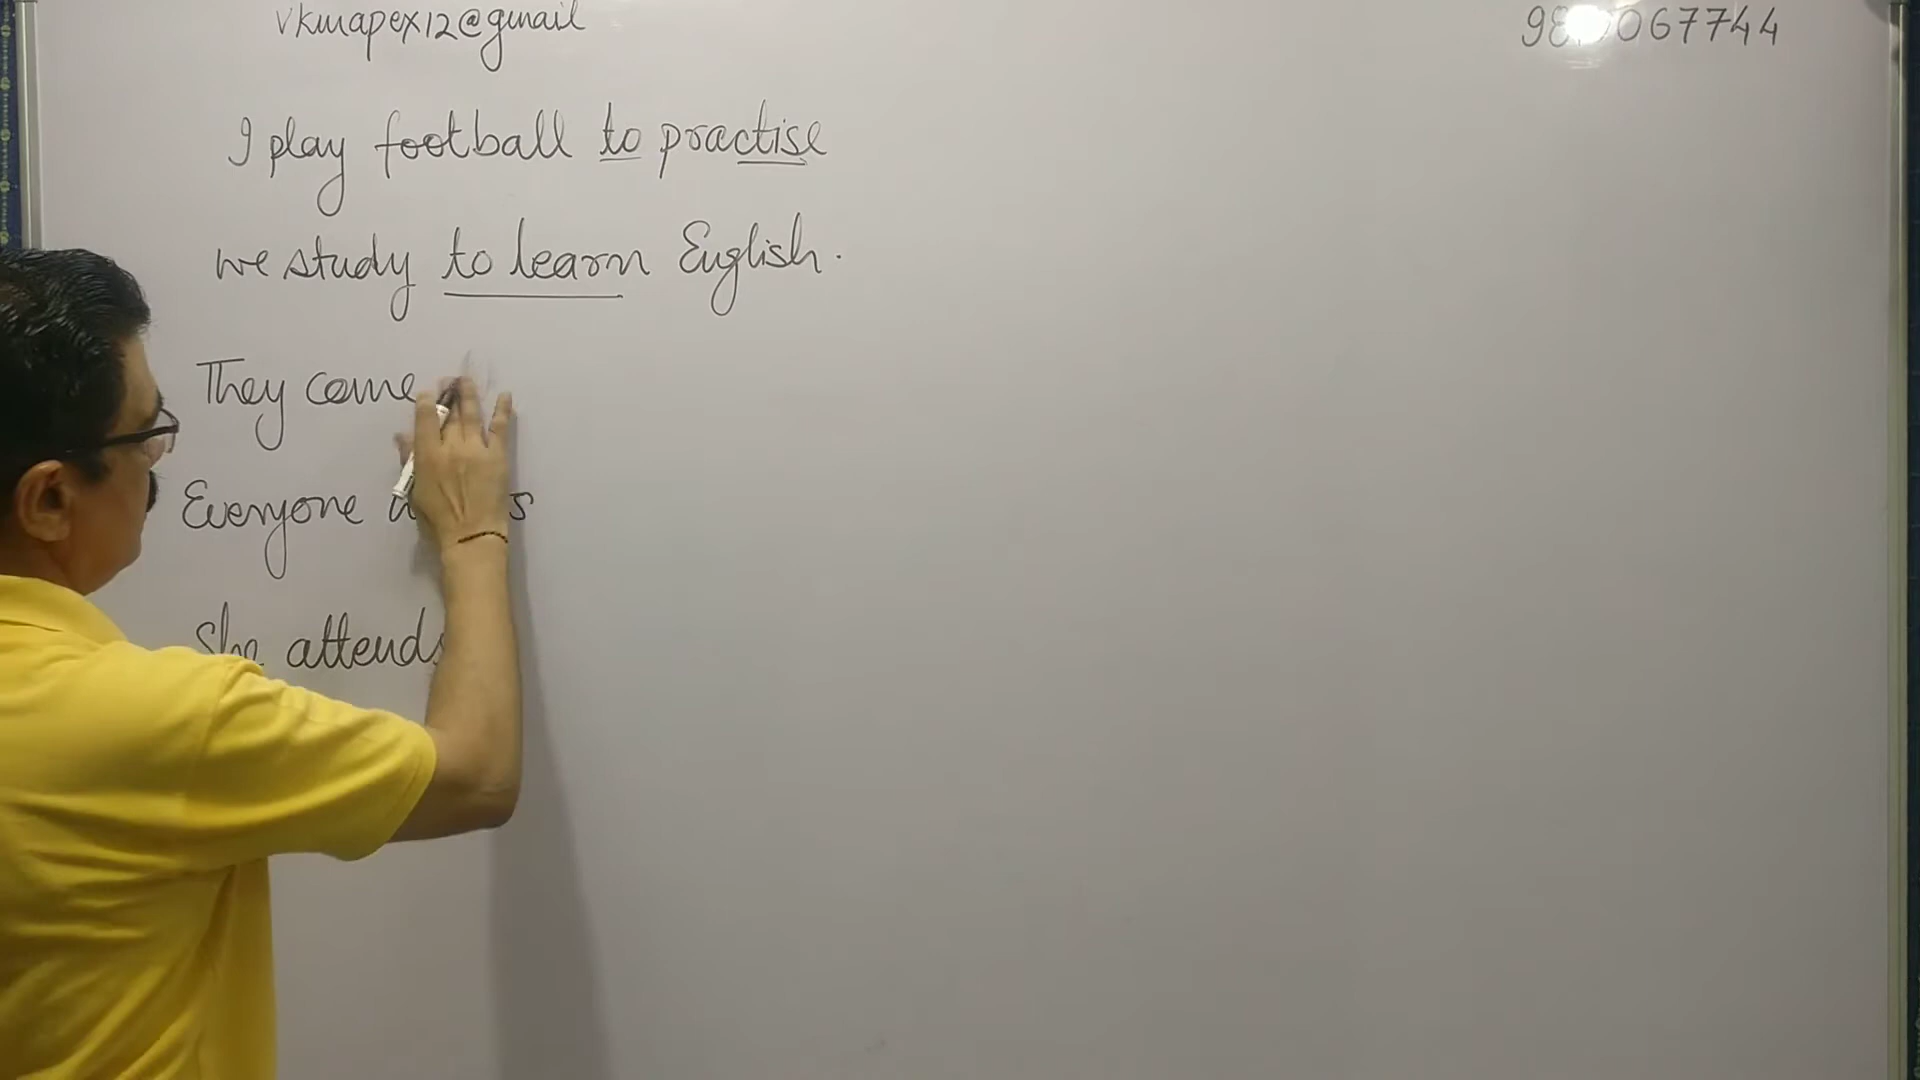 vkmapex12@gmail
I play football to practise
we study to learn English.
They come
Everyone
She attends